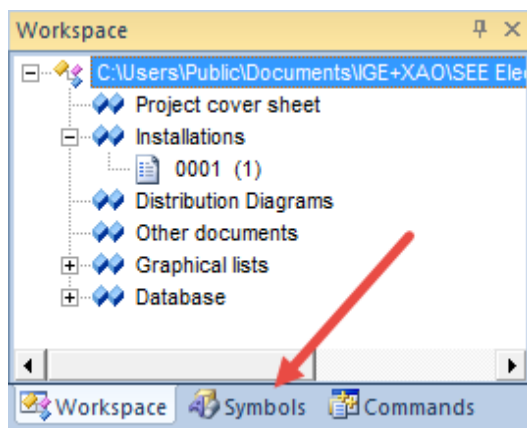 Workspace
C:\Users\Public\Documents\IGE+XAO\SEE Ele
Project cover sheet
Installations
0001 (1)
Distribution Diagrams
Other documents
Graphical lists
Database
Workspace Symbols Commands